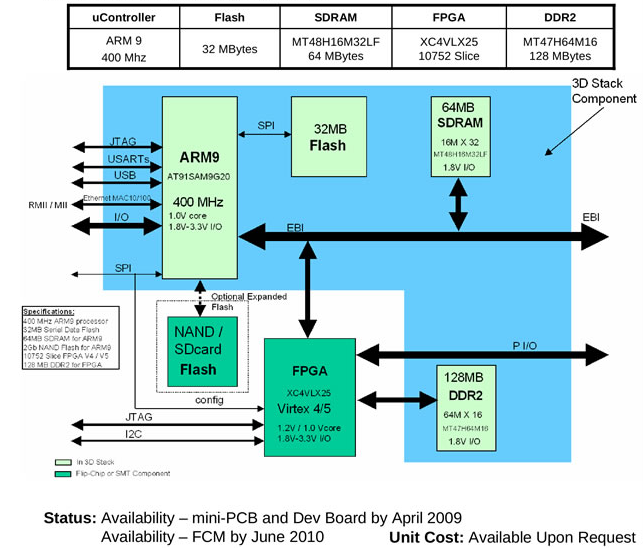 uController Flash SDRAM FPGA DDR2
ARM 9 32 MBytes MT48H16M32LF XC4VLX25 MT47H64M16
400 Mhz 64 MBytes 10752 Slice 128 MBytes
3D Stack
Component
ARM9
AT91SAM9G20
400 MHz
1.0V core
1.8V-3.3V I/O
SPI
32MB
Flash
64MB
SDRAM
16M X 32
MT48H16M32LF
1.8V I/O
JTAG
USARTs
USB
RMII / MII
Ethernet MAC10/100
I/O
EBI
EBI
SPI
Optional Expanded
Flash
NAND /
SDcard
Flash
config
Specifications:
400 MHz ARM9 processor
32MB Serial Data Flash
64MB SDRAM for ARM9
2Gb NAND Flash for ARM9
10752 Slice FPGA V4 / V5
128 MB DDR2 for FPGA
FPGA
XC4VLX25
Virtex 4/5
1.2V / 1.0 Vcore
1.8V-3.3V I/O
P I/O
128MB
DDR2
64M X 16
MT47H64M16
1.8V I/O
JTAG
I2C
In 3D Stack
Flip-Chip or SMT Component
Status: Availability – mini-PCB and Dev Board by April 2009
Availability – FCM by June 2010 Unit Cost: Available Upon Request